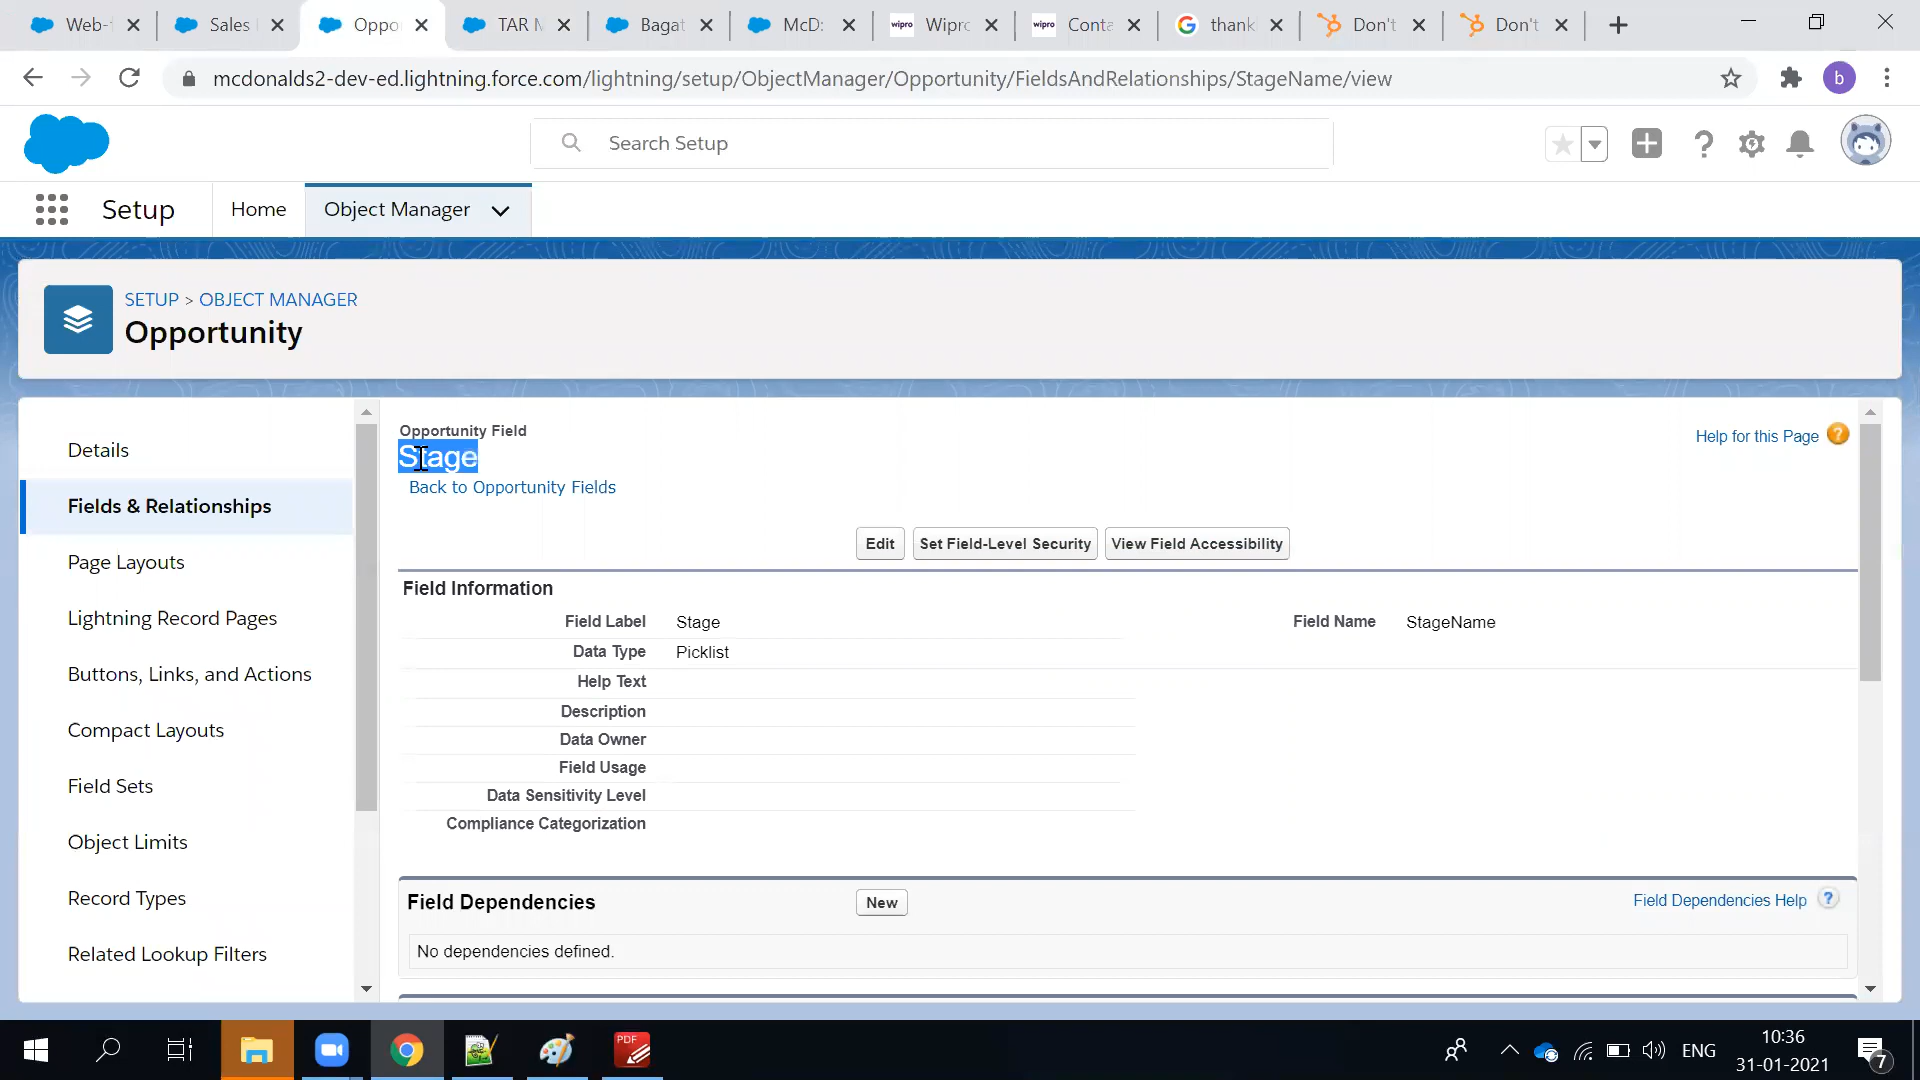 Web-
Sales
Oppo
TAR M
Bagat
McD:
wipro Wipro
wipro Conta
thank
Don't
Don't
mcdonalds2-dev-ed.lightning.force.com/lightning/setup/ObjectManager/Opportunity/FieldsAndRelationships/StageName/view
b
Search Setup
Setup Home Object Manager
SETUP > OBJECT MANAGER
Opportunity
Details
Fields & Relationships
Page Layouts
Lightning Record Pages
Buttons, Links, and Actions
Compact Layouts
Field Sets
Object Limits
Record Types
Related Lookup Filters
Opportunity Field
Stage
Back to Opportunity Fields
Help for this Page ?
Edit Set Field-Level Security View Field Accessibility
Field Information
Field Label Stage Field Name StageName
Data Type Picklist
Help Text
Description
Data Owner
Field Usage
Data Sensitivity Level
Compliance Categorization
Field Dependencies New Field Dependencies Help ?
No dependencies defined.
PDF
ENG
10:36
31-01-2021
7